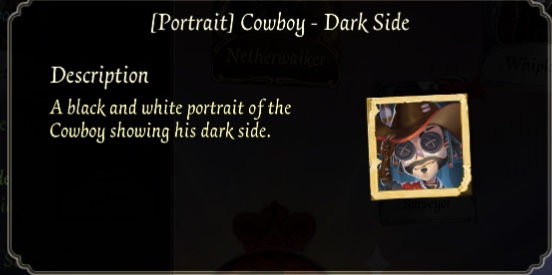 [Portrait] Cowboy - Dark Side
Netherwalker
Description
A black and white portrait of the
Cowboy showing his dark side.